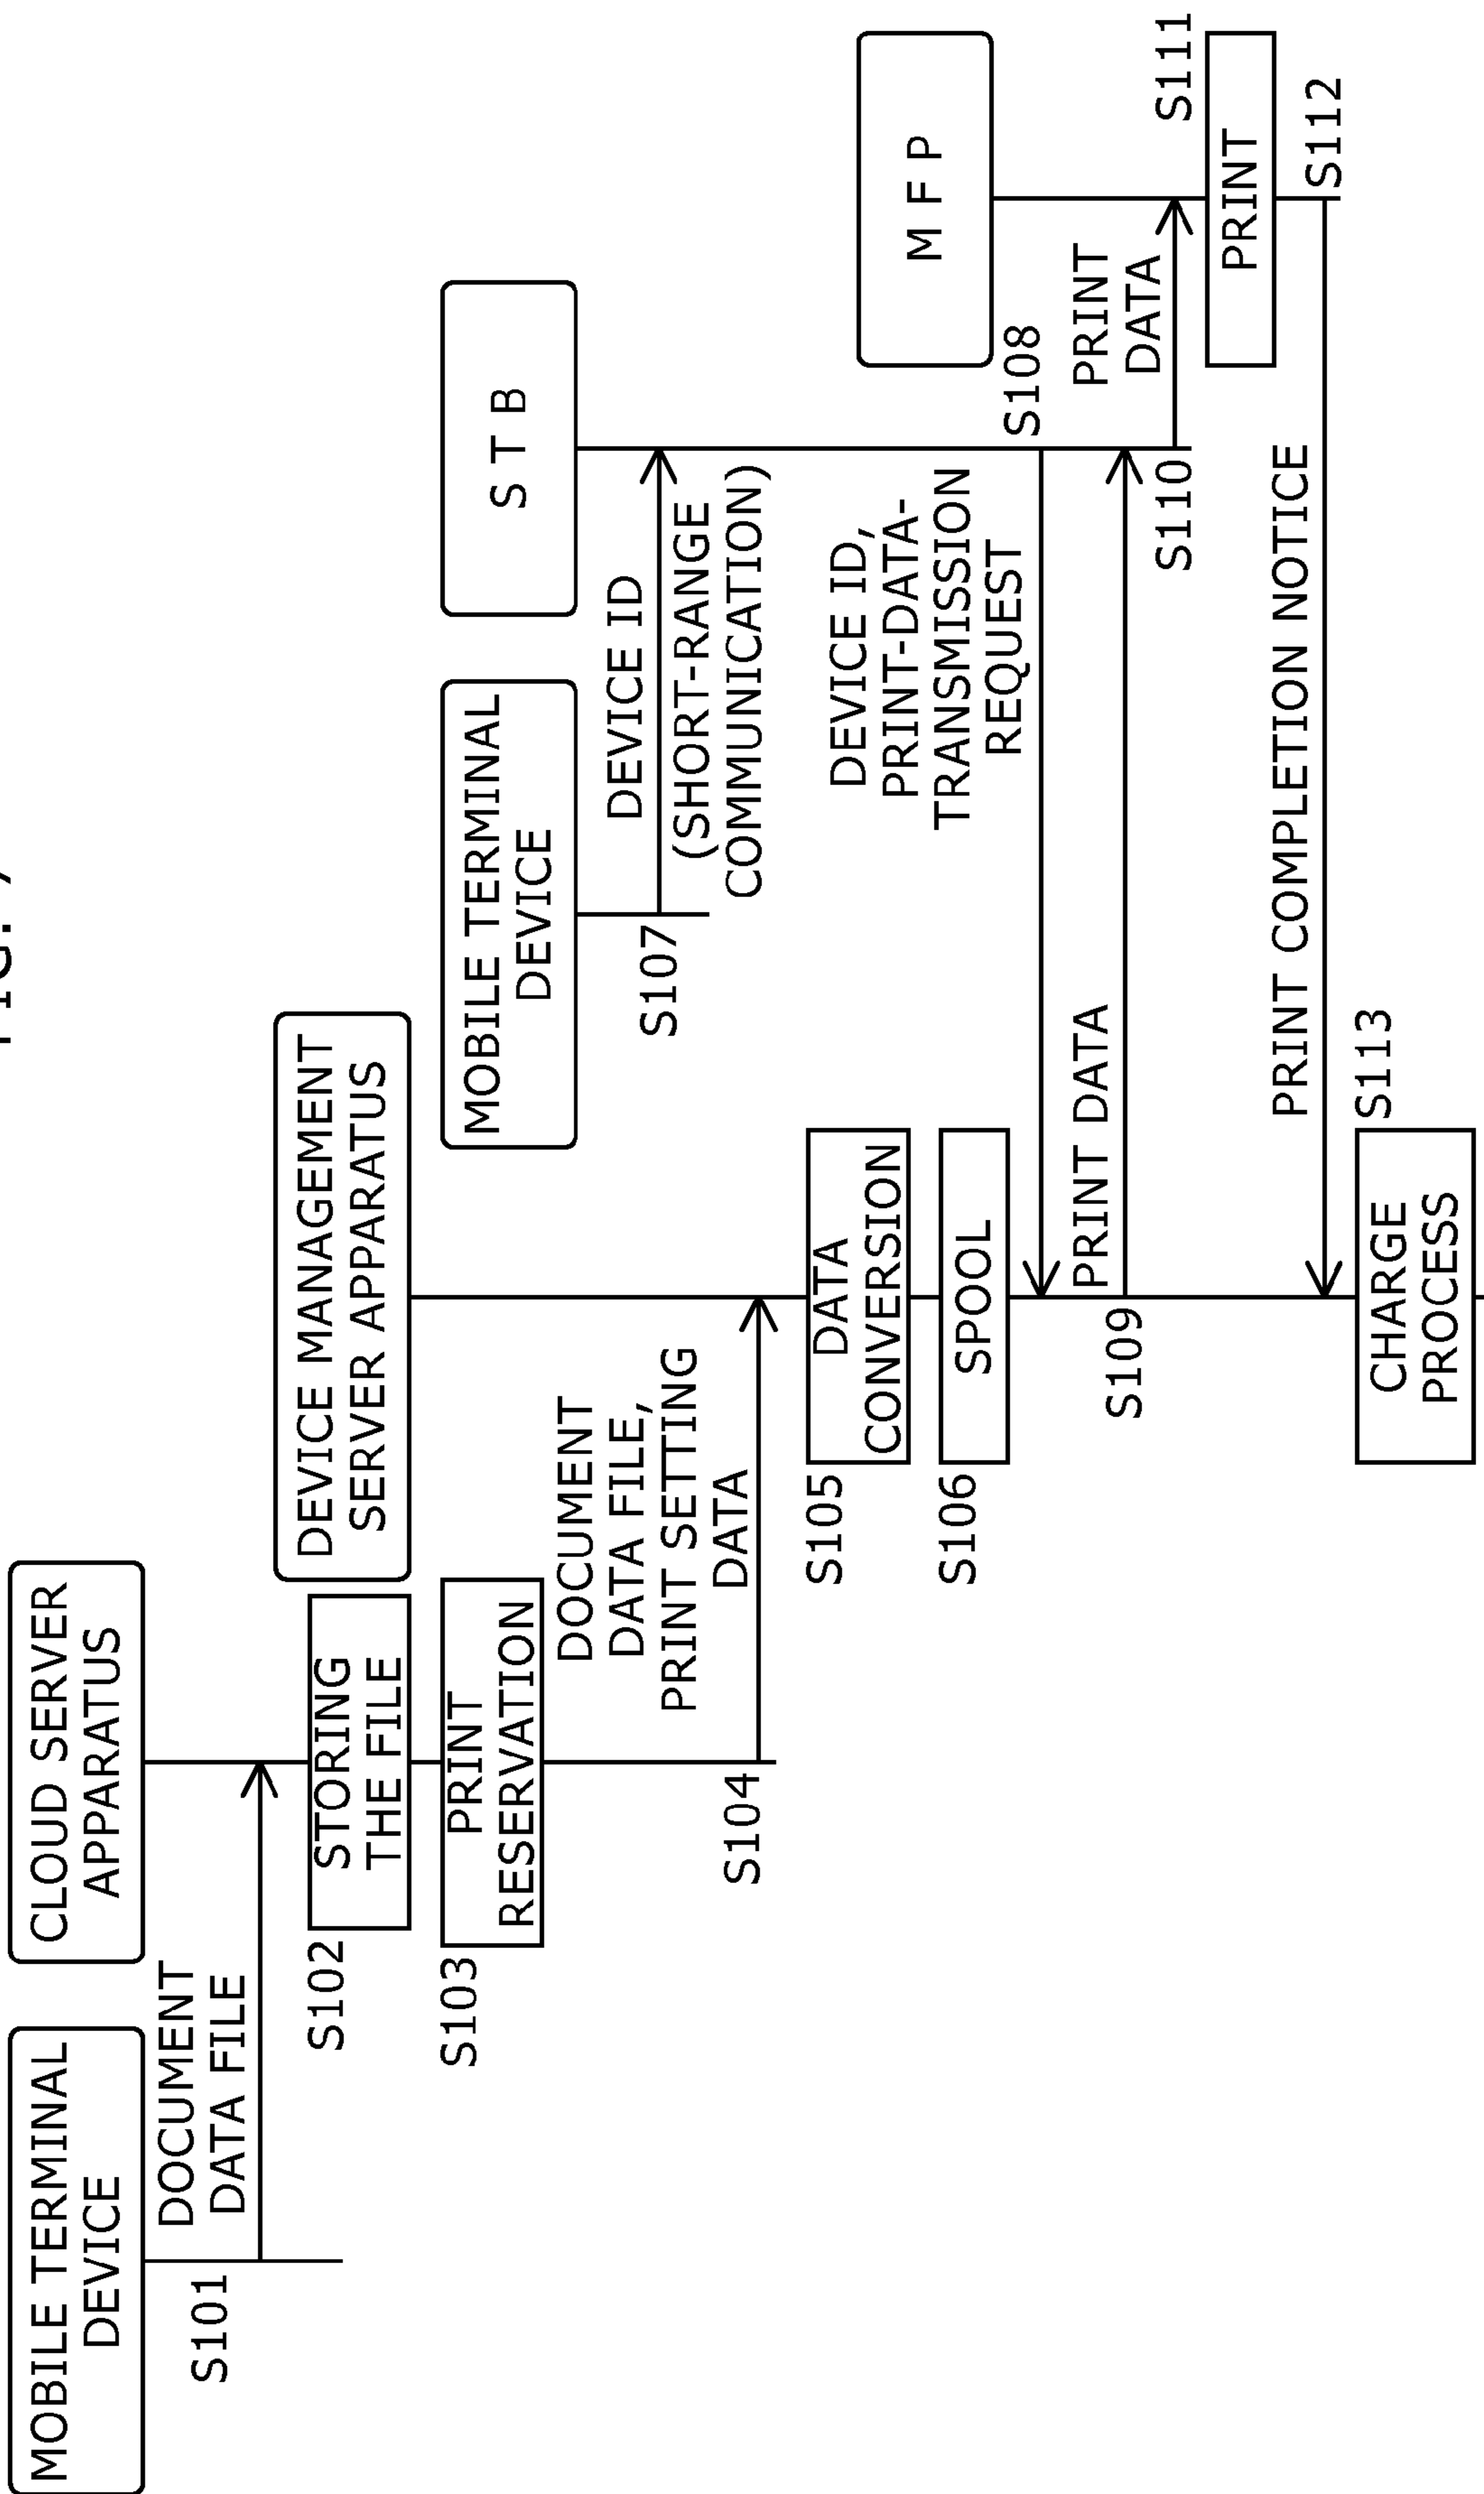 MOBILE TERMINAL
DEVICE
CLOUD SERVER
APPARATUS
S101
DOCUMENT
DATA FILE
S102
STORING
THE FILE
DEVICE MANAGEMENT
SERVER APPARATUS
S103
PRINT
RESERVATION
MOBILE TERMINAL
DEVICE
S T B
S104
DOCUMENT
DATA FILE,
PRINT SETTING
DATA
S107
DEVICE ID
(SHORT-RANGE
COMMUNICATION)
S105
DATA
CONVERSION
S106
SPOOL
M F P
DEVICE ID,
PRINT-DATA-
TRANSMISSION
REQUEST
S108
S109
PRINT DATA
S110
PRINT
DATA
S111
PRINT
S112
PRINT COMPLETION NOTICE
S113
CHARGE
PROCESS